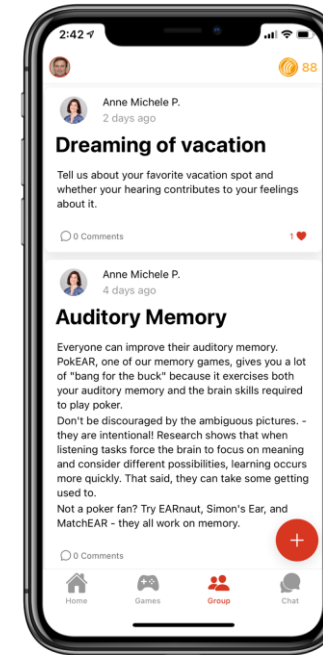 2:42
88
Anne Michele P.
2 days ago
Dreaming of vacation
Tell us about your favorite vacation spot and
whether your hearing contributes to your feelings
about it.
0 Comments
1
Anne Michele P.
4 days ago
Auditory Memory
Everyone can improve their auditory memory.
PokEAR, one of our memory games, gives you a lot
of "bang for the buck" because it exercises both
your auditory memory and the brain skills required
to play poker.
Don't be discouraged by the ambiguous pictures. -
they are intentional! Research shows that when
listening tasks force the brain to focus on meaning
and consider different possibilities, learning occurs
more quickly. That said, they can take some getting
used to.
Not a poker fan? Try EARnaut, Simon's Ear, and
MatchEAR - they all work on memory.
0 Comments
+
Home
Games
Group
Chat